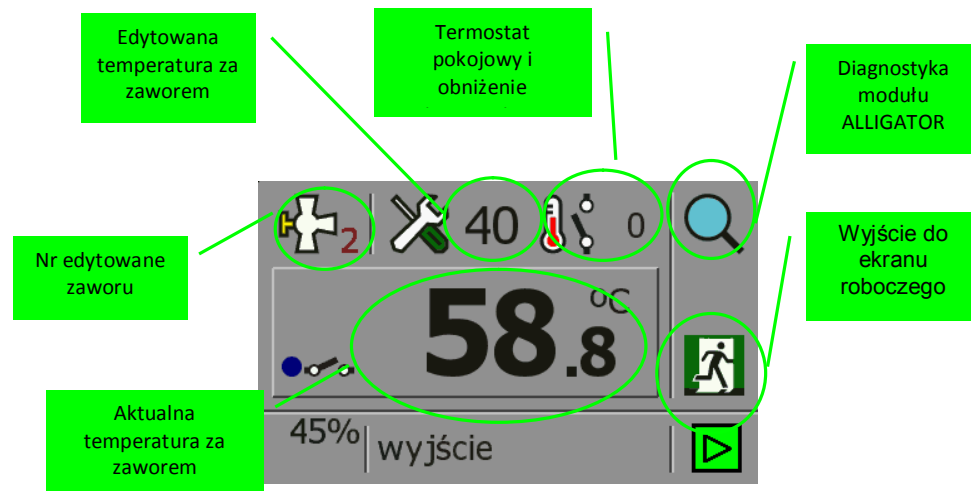 Edytowana
temperatura za
zaworem
Termostat
pokojowy i
obniżenie
Diagnostyka
modułu
ALLIGATOR
Nr edytowane
zaworu
2
40
0
Wyjście do
ekranu
roboczego
58.8
°C
Aktualna
temperatura za
zaworem
45%
wyjście